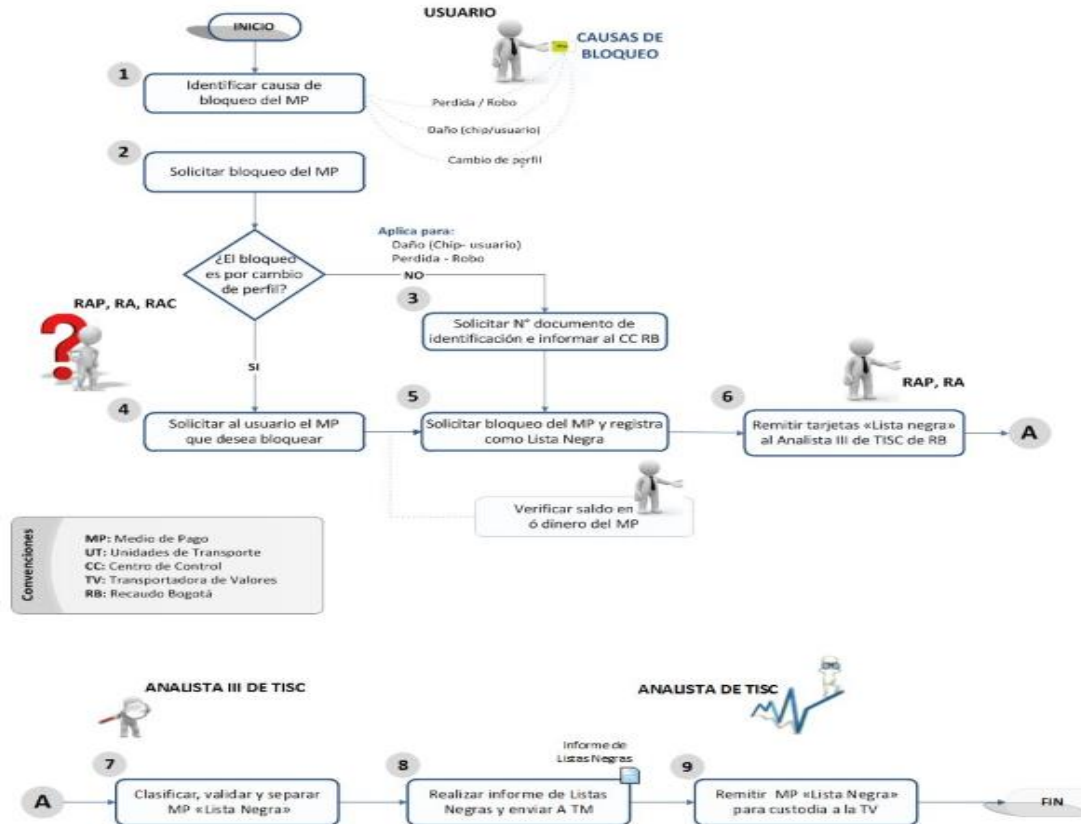 INICIO
USUARIO
CAUSAS DE
BLOQUEO
1
Identificar causa de
bloqueo del MP
Perdida / Robo
Daño (chip/usuario)
Cambio de perfil
2
Solicitar bloqueo del MP
¿El bloqueo
es por cambio
de perfil?
Aplica para:
Daño (Chip- usuario)
Perdida - Robo
NO
RAP, RA, RAC
3
Solicitar N° documento de
identificación e informar al CC RB
SI
4
Solicitar al usuario el MP
que desea bloquear
5
Solicitar bloqueo del MP y registra
como Lista Negra
RAP, RA
6
Remitir tarjetas «Lista negra»
al Analista III de TISC de RB
A
Verificar saldo en
ó dinero del MP
Convenciones
MP: Medio de Pago
UT: Unidades de Transporte
CC: Centro de Control
TV: Transportadora de Valores
RB: Recaudo Bogotá
ANALISTA III DE TISC
ANALISTA DE TISC
A
7
Clasificar, validar y separar
MP «Lista Negra»
8
Realizar informe de Listas
Negras y enviar A TM
Informe de
Listas Negras
9
Remitir MP «Lista Negra»
para custodia a la TV
FIN